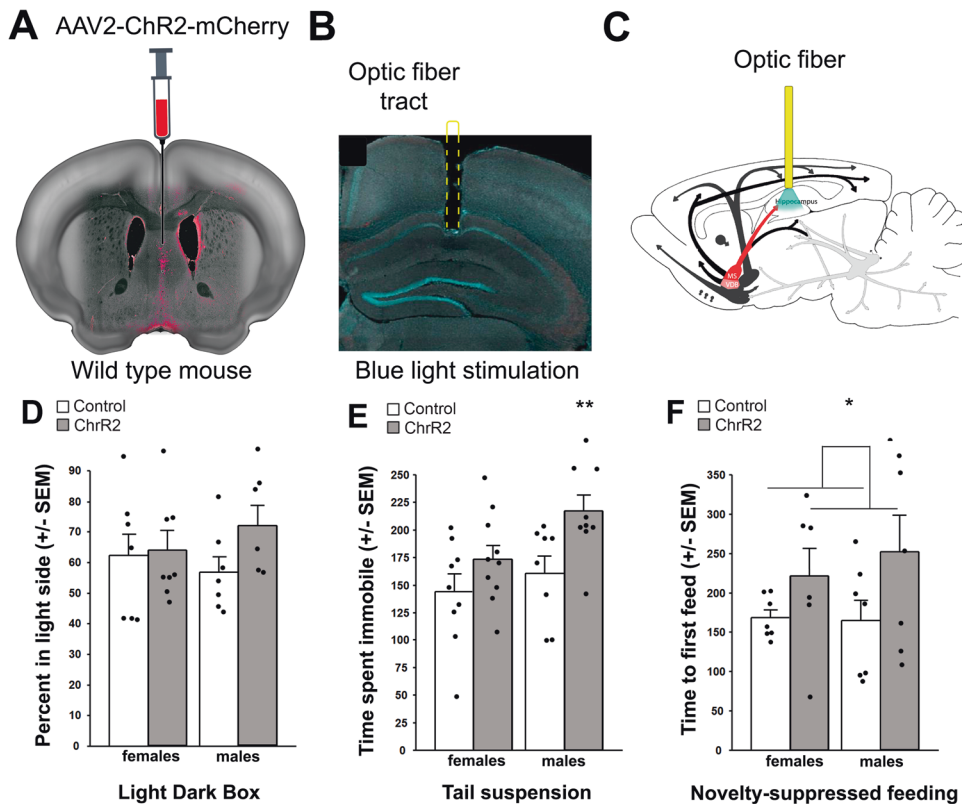 A
AAV2-ChR2-mCherry
Wild type mouse
B
Optic fiber
tract
Blue light stimulation
C
Optic fiber
Hippocampus
MS
VDB
D
Control
ChrR2
Percent in light side (+/- SEM)
90
80
70
60
50
40
30
20
10
0
females
males
Light Dark Box
E
Control
ChrR2
**
Time spent immobile (+/- SEM)
250
225
200
175
150
125
100
75
50
25
0
females
males
Tail suspension
F
Control
ChrR2
*
Time to first feed (+/- SEM)
350
300
250
200
150
100
50
0
females
males
Novelty-suppressed feeding